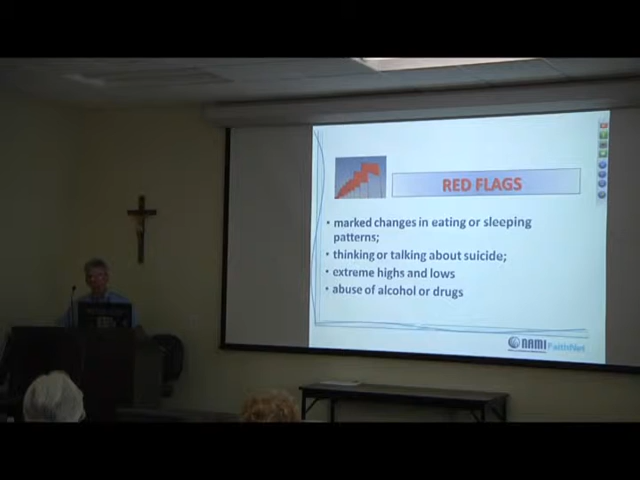 RED FLAGS
• marked changes in eating or sleeping
patterns;
• thinking or talking about suicide;
• extreme highs and lows
• abuse of alcohol or drugs
NAMI FaithNet